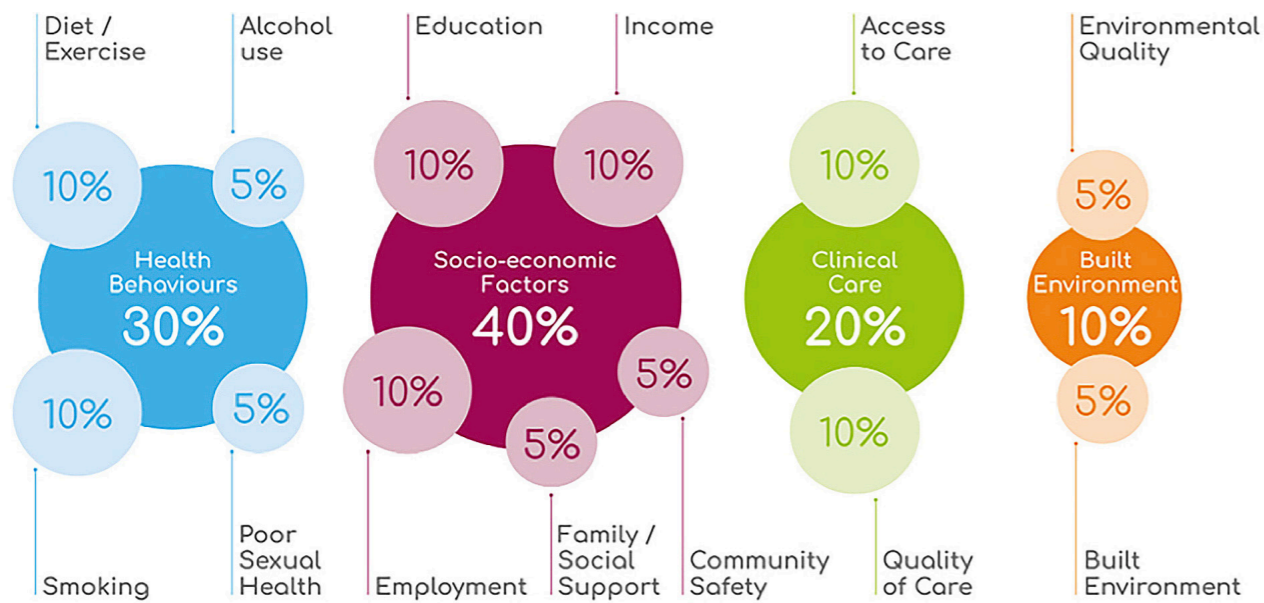 Diet /
Exercise
Alcohol
use
Education
Income
Access
to Care
Environmental
Quality
10%
5%
10%
10%
10%
5%
Health
Behaviours
30%
Socio-economic
Factors
40%
Clinical
Care
20%
Built
Environment
10%
10%
5%
10%
5%
5%
10%
5%
Smoking
Poor
Sexual
Health
Employment
Family /
Social
Support
Community
Safety
Quality
of Care
Built
Environment